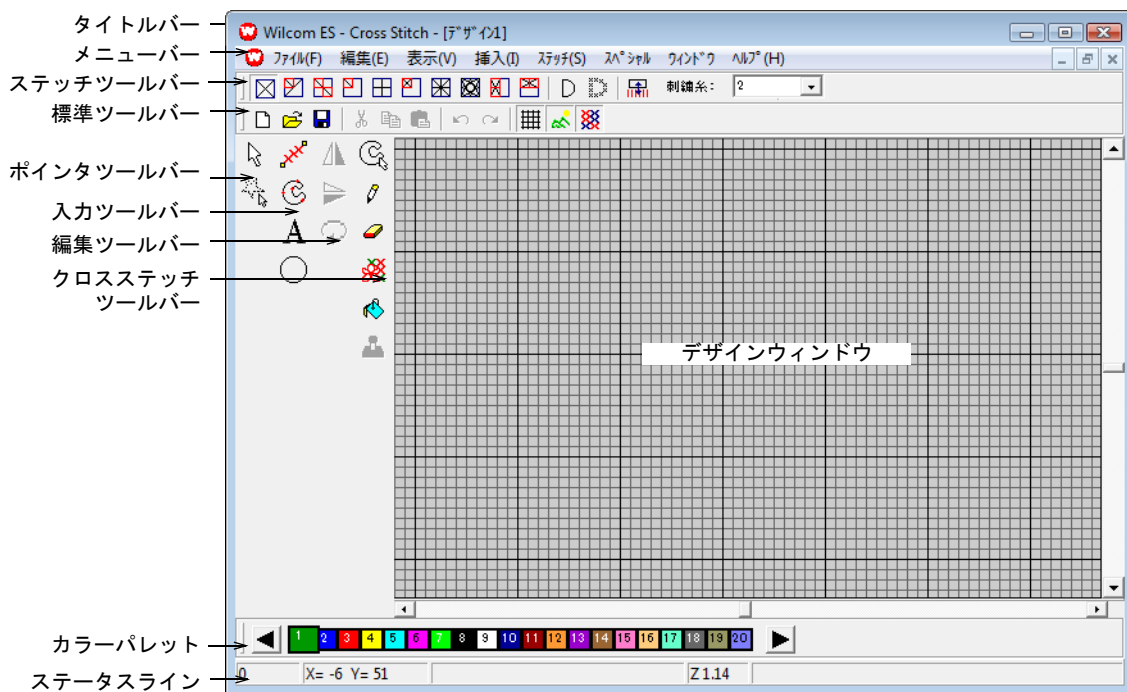 タイトルバー
メニューバー
ステッチツールバー
標準ツールバー
ポインタツールバー
入力ツールバー
編集ツールバー
クロスステッチ
ツールバー
カラーパレット
ステータスライン
Wilcom ES - Cross Stitch - [ﾃﾞｻﾞｲﾝ1]
ﾌｧｲﾙ(F) 編集(E) 表示(V) 挿入(I) ｽﾃｯﾁ(S) ｽﾍﾟｼｬﾙ ｳｨﾝﾄﾞｳ ﾍﾙﾌﾟ(H)
刺繍糸: 2
A
デザインウィンドウ
1 2 3 4 5 6 7 8 9 10 11 12 13 14 15 16 17 18 19 20
0 X= -6 Y= 51 Z 1.14